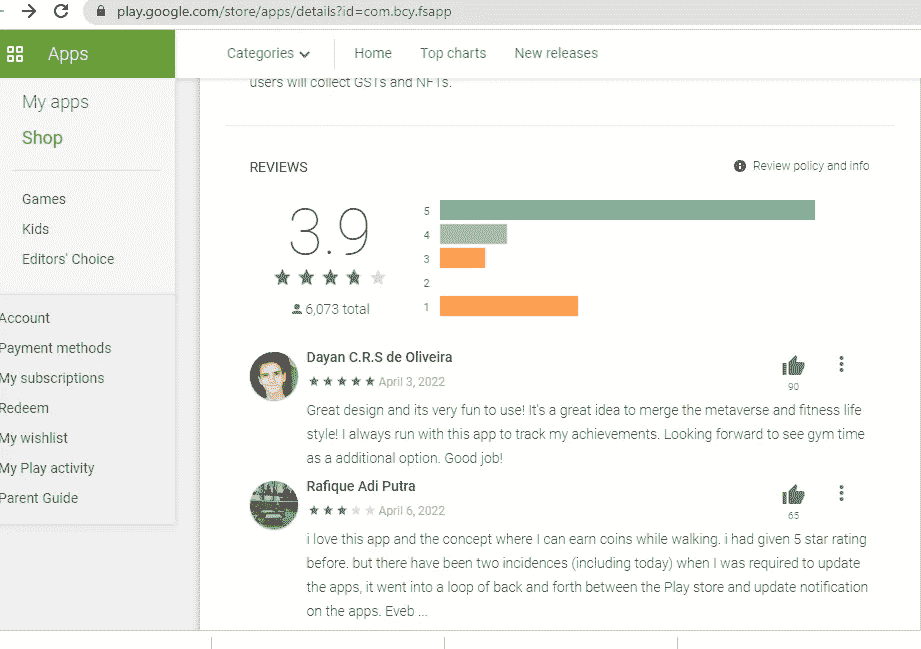 play.google.com/store/apps/details?id=com.bcy.fsapp
Apps
Categories
Home
Top charts
New releases
users will collect GSTs and NFTs.
My apps
Shop
Games
Kids
Editors' Choice
Account
Payment methods
My subscriptions
Redeem
My wishlist
My Play activity
Parent Guide
REVIEWS
Review policy and info
3.9
6,073 total
5
4
3
2
1
Dayan C.R.S de Oliveira
April 3, 2022
90
Great design and its very fun to use! It's a great idea to merge the metaverse and fitness life
style! I always run with this app to track my achievements. Looking forward to see gym time
as a additional option. Good job!
Rafique Adi Putra
April 6, 2022
65
i love this app and the concept where I can earn coins while walking. i had given 5 star rating
before. but there have been two incidences (including today) when I was required to update
the apps, it went into a loop of back and forth between the Play store and update notification
on the apps. Eveb ...